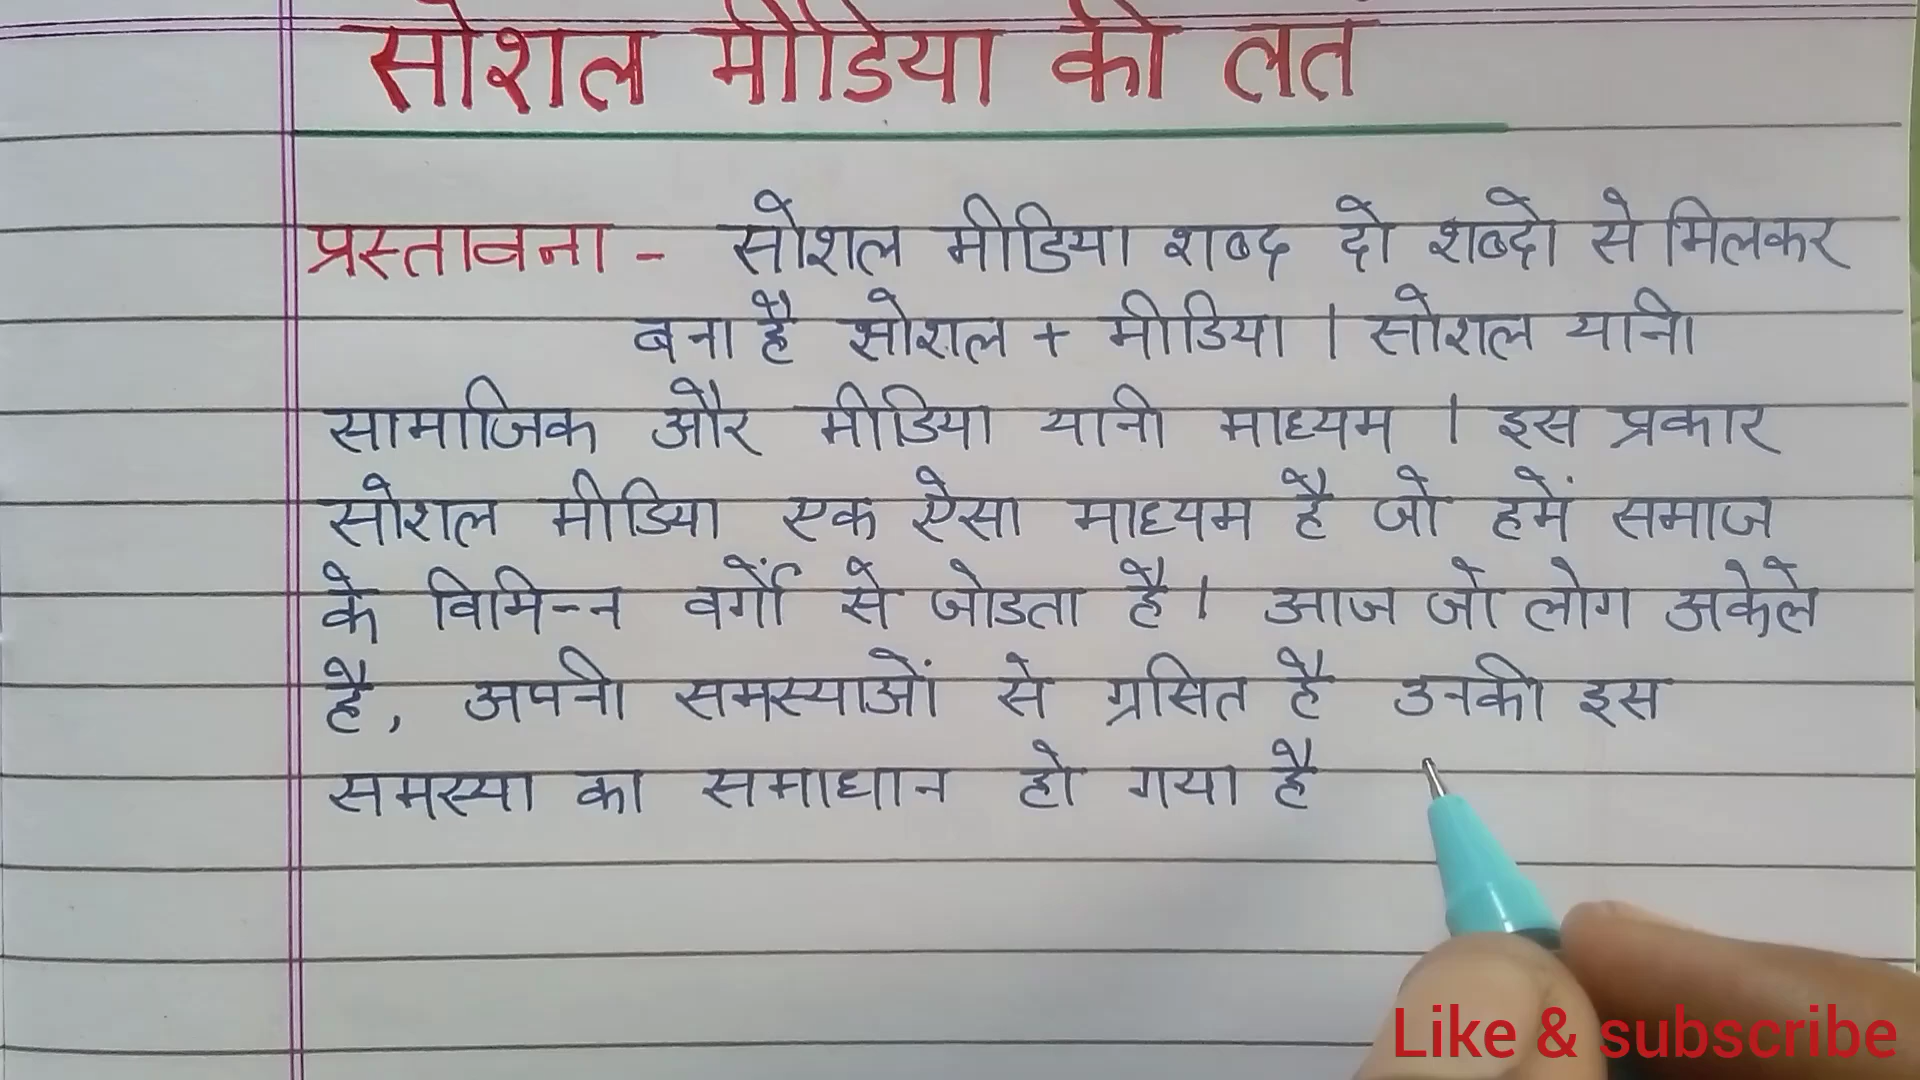 सोशल मीडिया की लत
प्रस्तावना - सोशल मीडिया शब्द दो शब्दो से मिलकर
बना है सोशल + मीडिया । सोशल यानी
सामाजिक और मीडिया यानी माध्यम । इस प्रकार
सोशल मीडिया एक ऐसा माध्यम है जो हमें समाज
के विभिन्न वर्गों से जोडता है । आज जो लोग अकेले
है, अपनी समस्याओं से ग्रसित है उनकी इस
समस्या का समाधान हो गया है
Like & subscribe